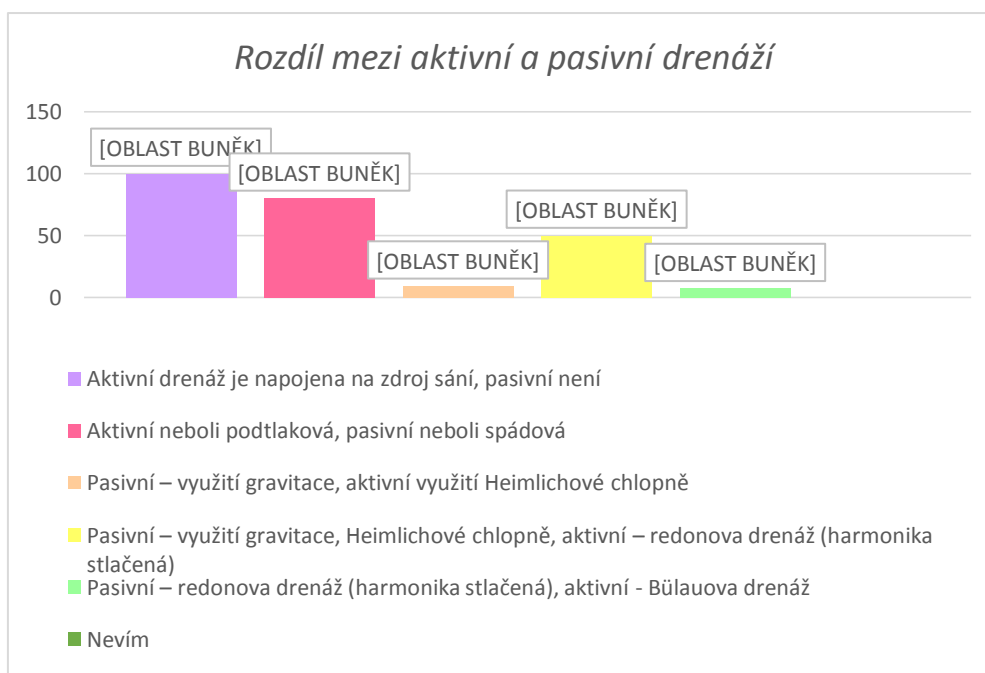 Rozdíl mezi aktivní a pasivní drenáží
150
[OBLAST BUNĚK]
[OBLAST BUNĚK]
100
[OBLAST BUNĚK]
50
[OBLAST BUNĚK]
[OBLAST BUNĚK]
0
Aktivní drenáž je napojena na zdroj sání, pasivní není
Aktivní neboli podtlaková, pasivní neboli spádová
Pasivní – využití gravitace, aktivní využití Heimlichové chlopně
Pasivní – využití gravitace, Heimlichové chlopně, aktivní – redonova drenáž (harmonika
stlačená)
Pasivní – redonova drenáž (harmonika stlačená), aktivní - Bülauova drenáž
Nevím